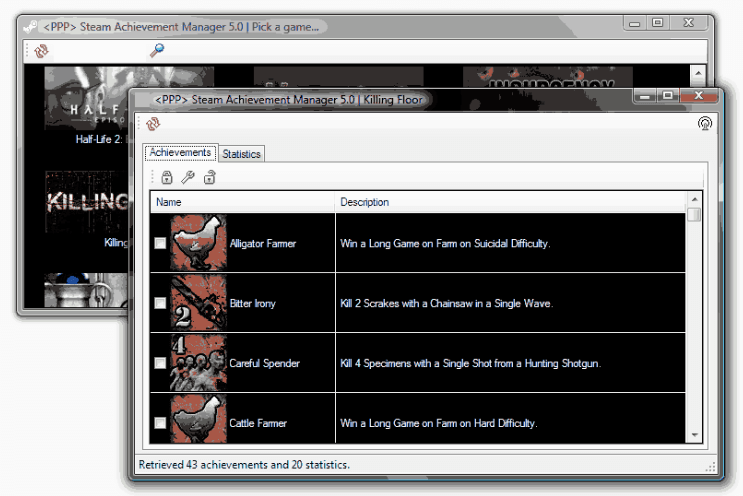 <PPP> Steam Achievement Manager 5.0 | Pick a game...
HALF-
EPISO
INSURGENCY
Half-Life 2:
KILLING
Killing
<PPP> Steam Achievement Manager 5.0 | Killing Floor
Achievements
Statistics
Name
Description
Alligator Farmer
Win a Long Game on Farm on Suicidal Difficulty.
2
Bitter Irony
Kill 2 Scrakes with a Chainsaw in a Single Wave.
4
Careful Spender
Kill 4 Specimens with a Single Shot from a Hunting Shotgun.
Cattle Farmer
Win a Long Game on Farm on Hard Difficulty.
Retrieved 43 achievements and 20 statistics.